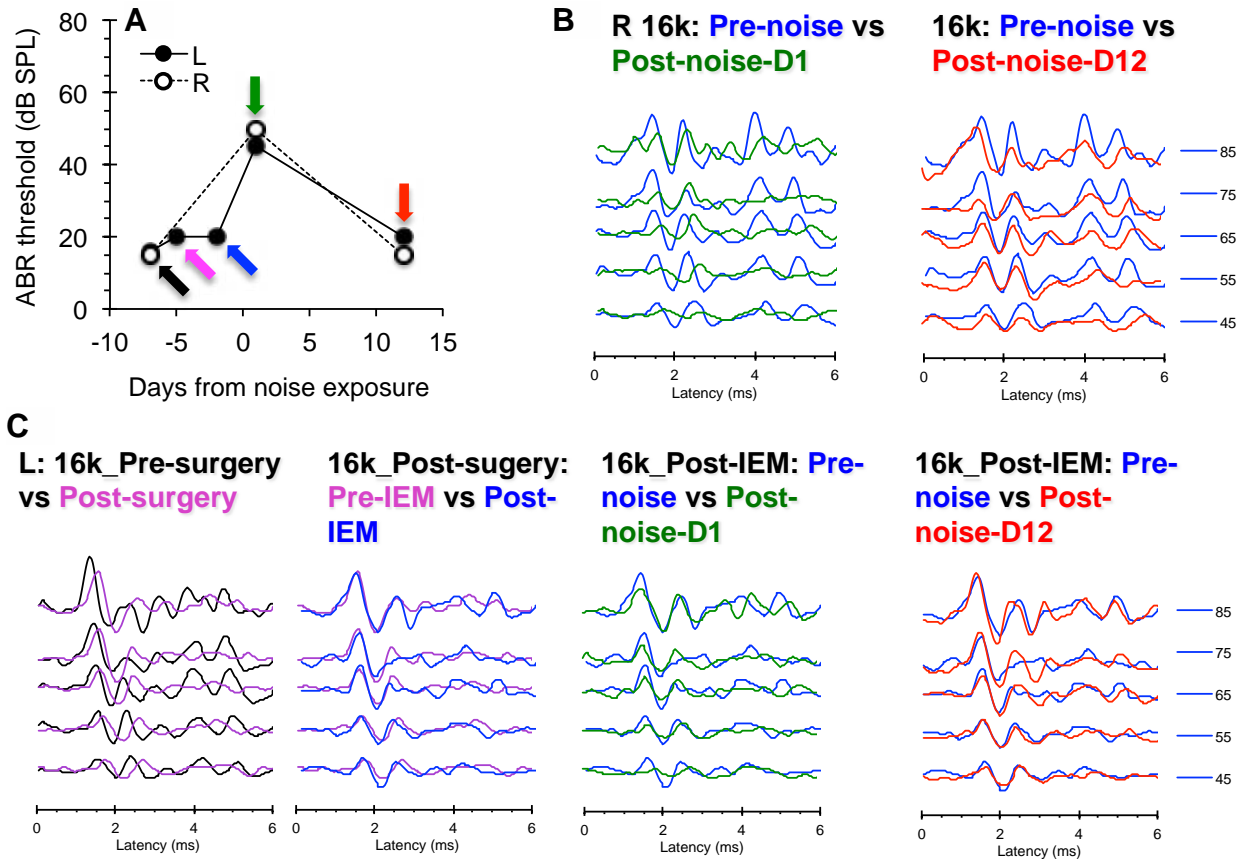 A
80
60
40
20
0
ABR threshold (dB SPL)
L
R
-10 -5 0 5 10 15
Days from noise exposure
B
R 16k: Pre-noise vs
Post-noise-D1
0 2 4 6
Latency (ms)
16k: Pre-noise vs
Post-noise-D12
85
75
65
55
45
0 2 4 6
Latency (ms)
C
L: 16k_Pre-surgery
vs Post-surgery
0 2 4 6
Latency (ms)
16k_Post-sugery:
Pre-IEM vs Post-
IEM
0 2 4 6
Latency (ms)
16k_Post-IEM: Pre-
noise vs Post-
noise-D1
0 2 4 6
Latency (ms)
16k_Post-IEM: Pre-
noise vs Post-
noise-D12
85
75
65
55
45
0 2 4 6
Latency (ms)